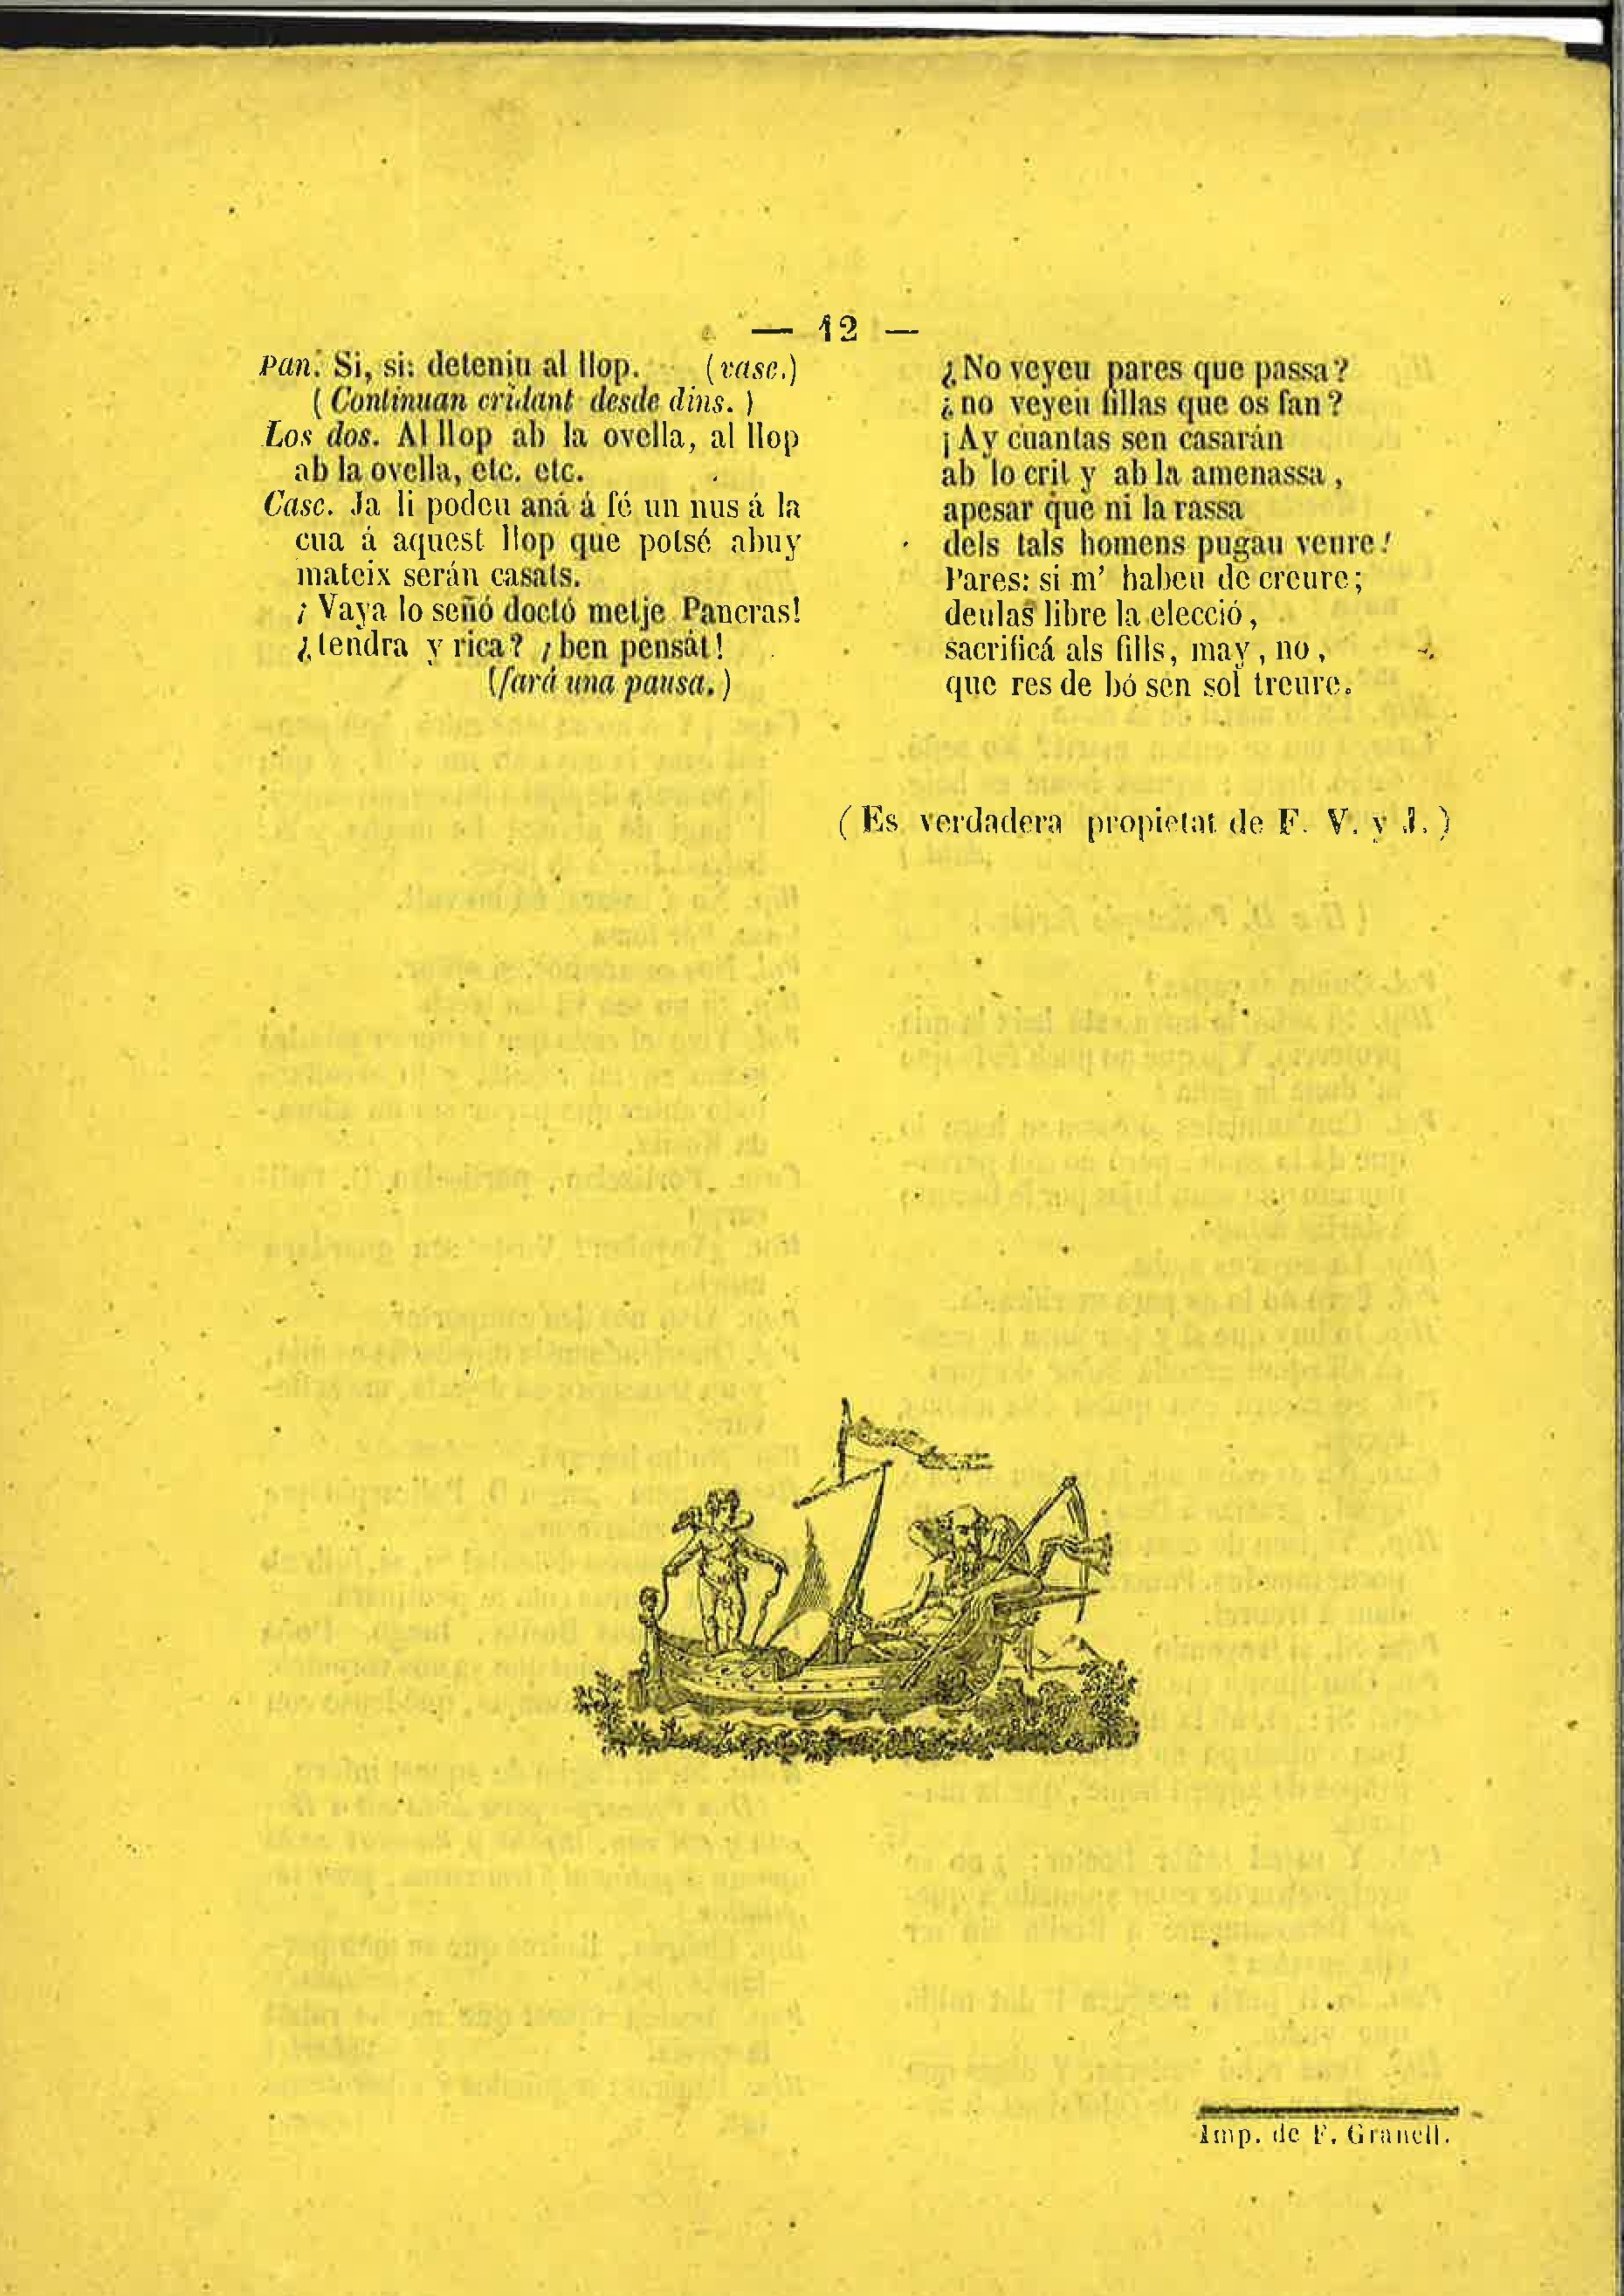 — 12 —
Pan. Si, si: deteniu al llop. (vase.)
( Continuan cridant desde dins. )
Los dos. Al llop ab la ovella, al llop
ab la ovella, etc. etc.
Casc. Ja li podeu aná á fé un nus á la
cua á aquest llop que potsé abuy
mateix serán casats.
¡Vaya lo señó doctó metje Pancras!
¿tendra y rica? ¡ben pensat!
(fará una pausa.)
¿No veyeu pares que passa?
¿no veyeu fillas que os fan?
¡Ay cuantas sen casarán
ab lo crit y ab la amenassa,
apesar que ni la rassa
dels tals homens pugau veure!
Pares: si m' habeu de creure;
deulas libre la elecció,
sacrificá als fills, may, no,
que res de bó sen sol treure.
(Es verdadera propietat de F. V. y J.)
Imp. de F. Granell.